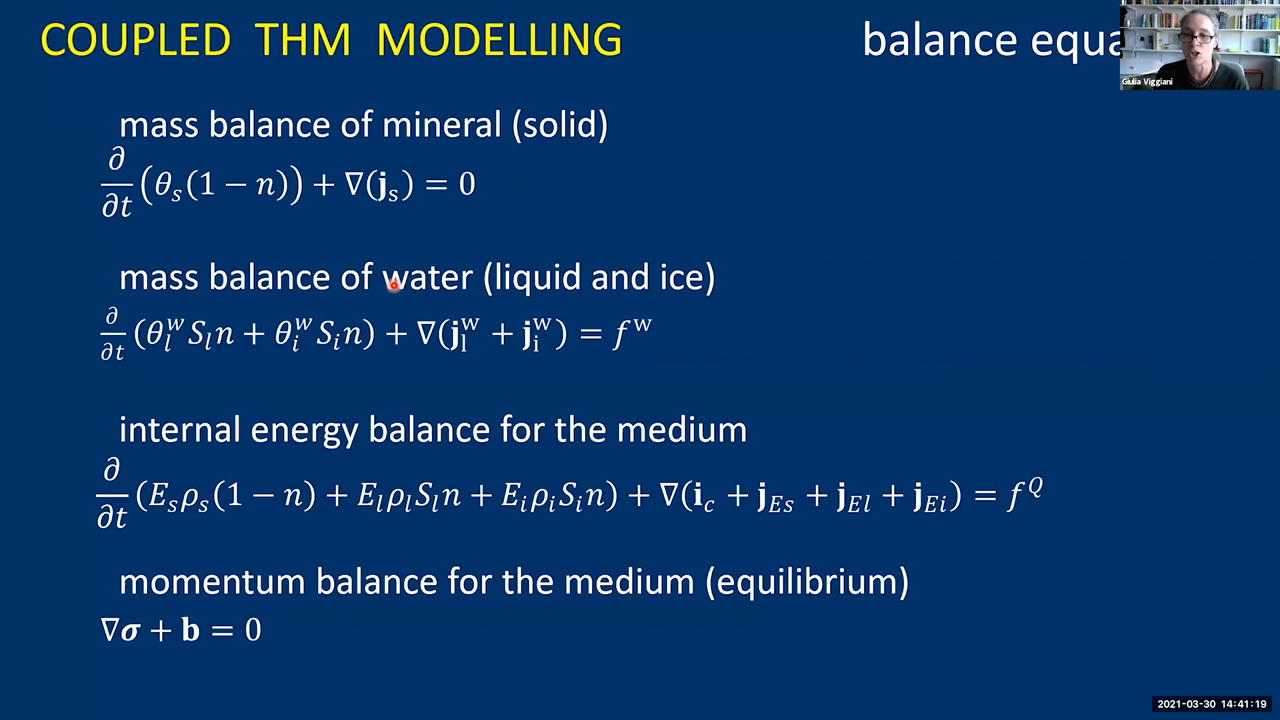 COUPLED THM MODELLING
balance equa
Giulia Viggiani
mass balance of mineral (solid)
∂/∂t (θ_s(1 − n)) + ∇(j_s) = 0
mass balance of water (liquid and ice)
∂/∂t (θ_l^w S_l n + θ_i^w S_i n) + ∇(j_l^w + j_i^w) = f^w
internal energy balance for the medium
∂/∂t (E_s ρ_s (1 − n) + E_l ρ_l S_l n + E_i ρ_i S_i n) + ∇(i_c + j_Es + j_El + j_Ei) = f^Q
momentum balance for the medium (equilibrium)
∇σ + b = 0
2021-03-30 14:41:19